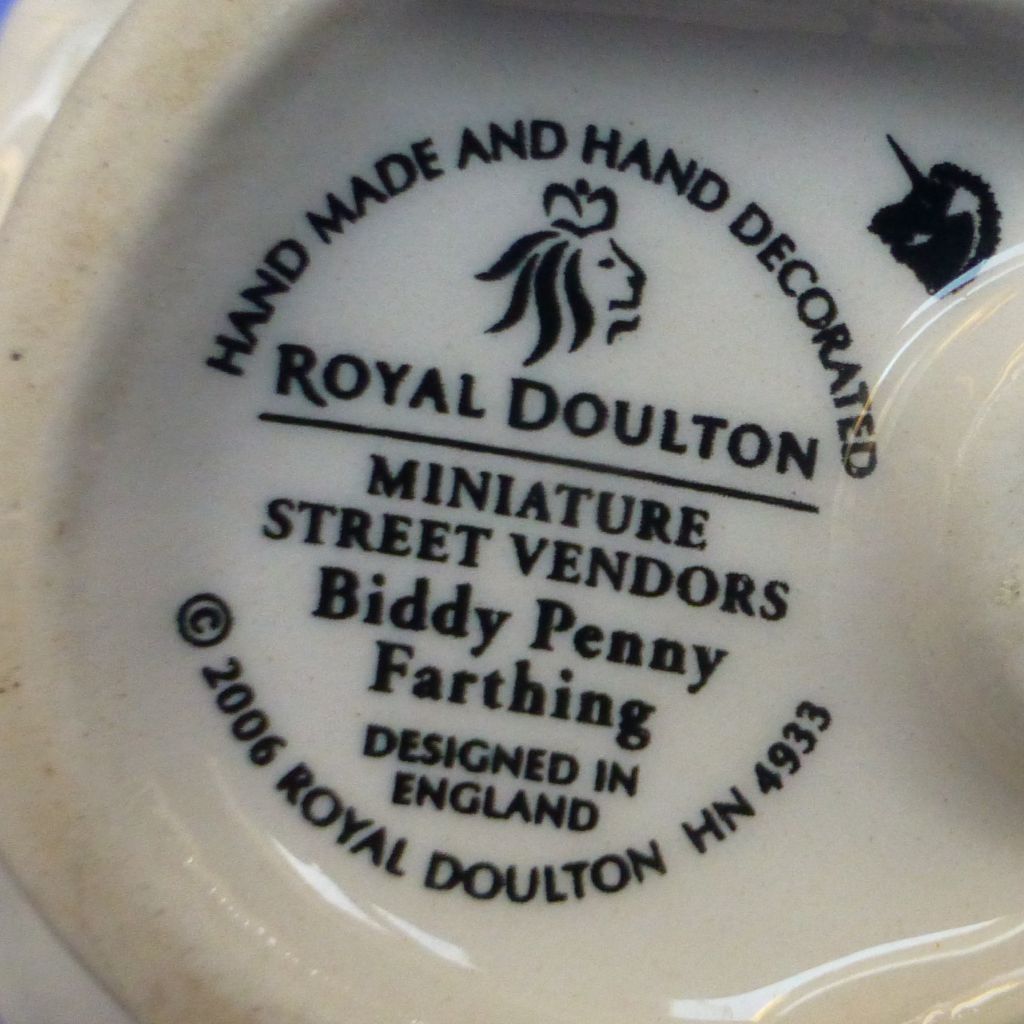 HAND MADE AND HAND DECORATED
ROYAL DOULTON
MINIATURE
STREET VENDORS
Biddy Penny
Farthing
DESIGNED IN
ENGLAND
© 2006 ROYAL DOULTON HN 4933